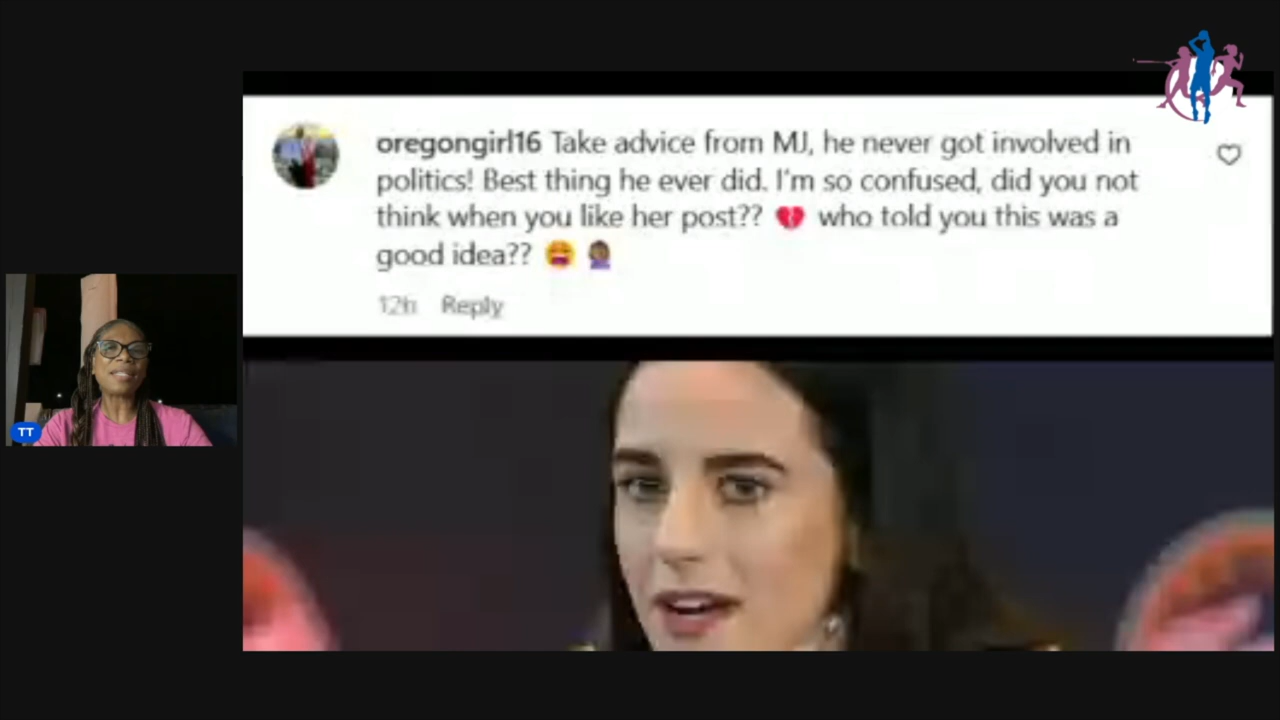 oregongirl16 Take advice from MJ, he never got involved in
politics! Best thing he ever did. I'm so confused, did you not
think when you like her post?? 💔 who told you this was a
good idea?? 😩 🤦🏾‍♀️
12h Reply
TT